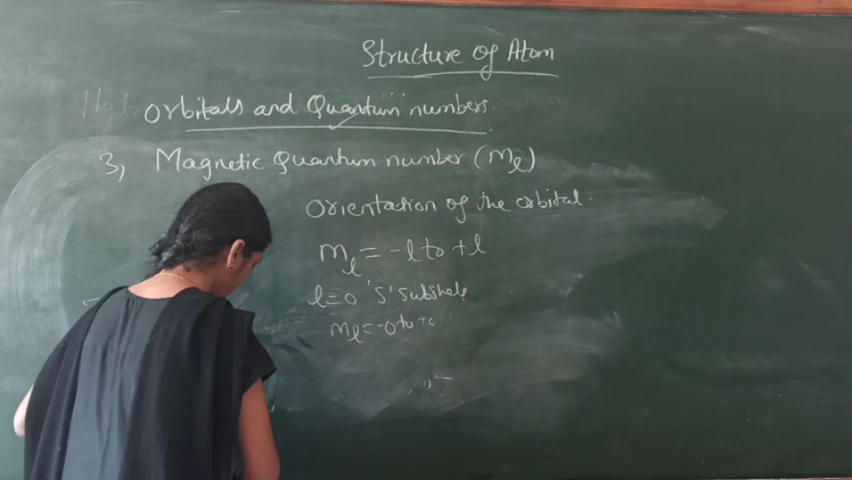 Structure of Atom
Orbitals and Quantum numbers.
3, Magnetic Quantum number (mℓ)
Orientation of the orbital.
mℓ = -ℓ to +ℓ
ℓ=0 's' subshell
mℓ = -0 to +0